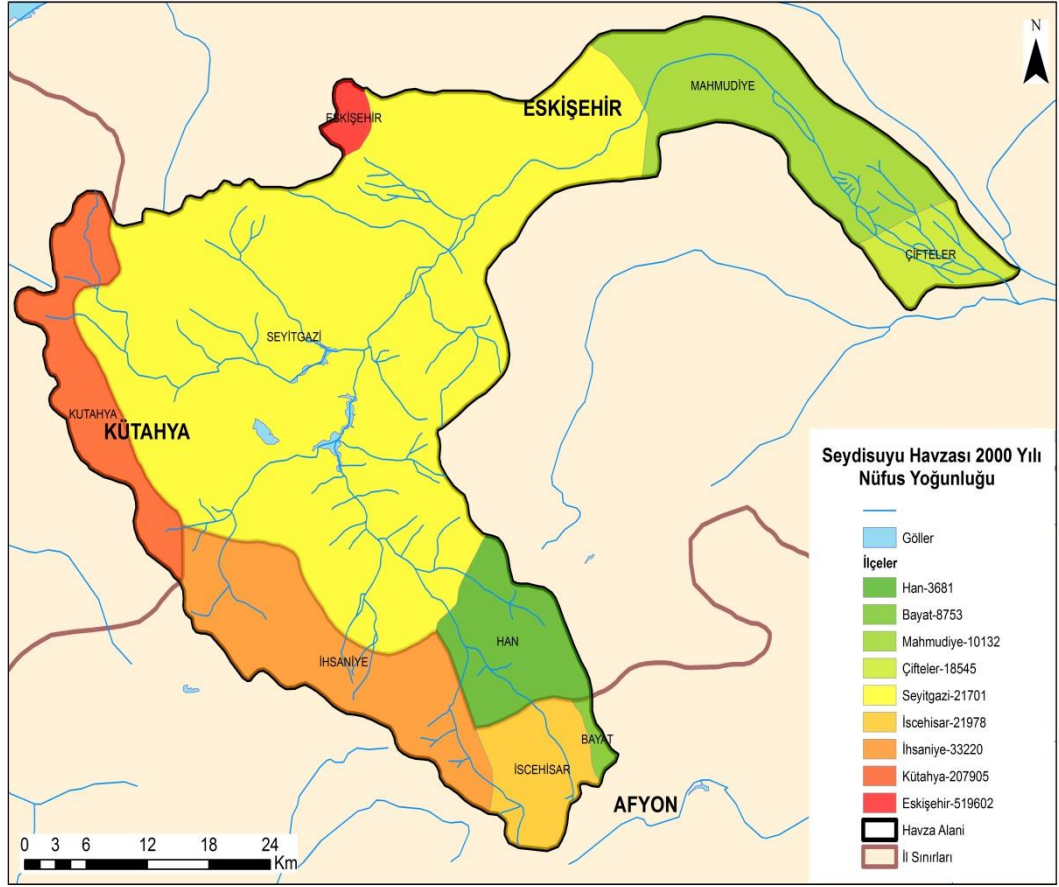 N
MAHMUDİYE
ESKİŞEHİR
ESKİŞEHİR
ÇİFTELER
SEYİTGAZİ
KUTAHYA
KÜTAHYA
HAN
İHSANİYE
BAYAT
İSCEHİSAR
AFYON
0 3 6 12 18 24
Km
Seydisuyu Havzası 2000 Yılı
Nüfus Yoğunluğu
Göller
İlçeler
Han-3681
Bayat-8753
Mahmudiye-10132
Çifteler-18545
Seyitgazi-21701
İscehisar-21978
İhsaniye-33220
Kütahya-207905
Eskişehir-519602
Havza Alani
İl Sınırları